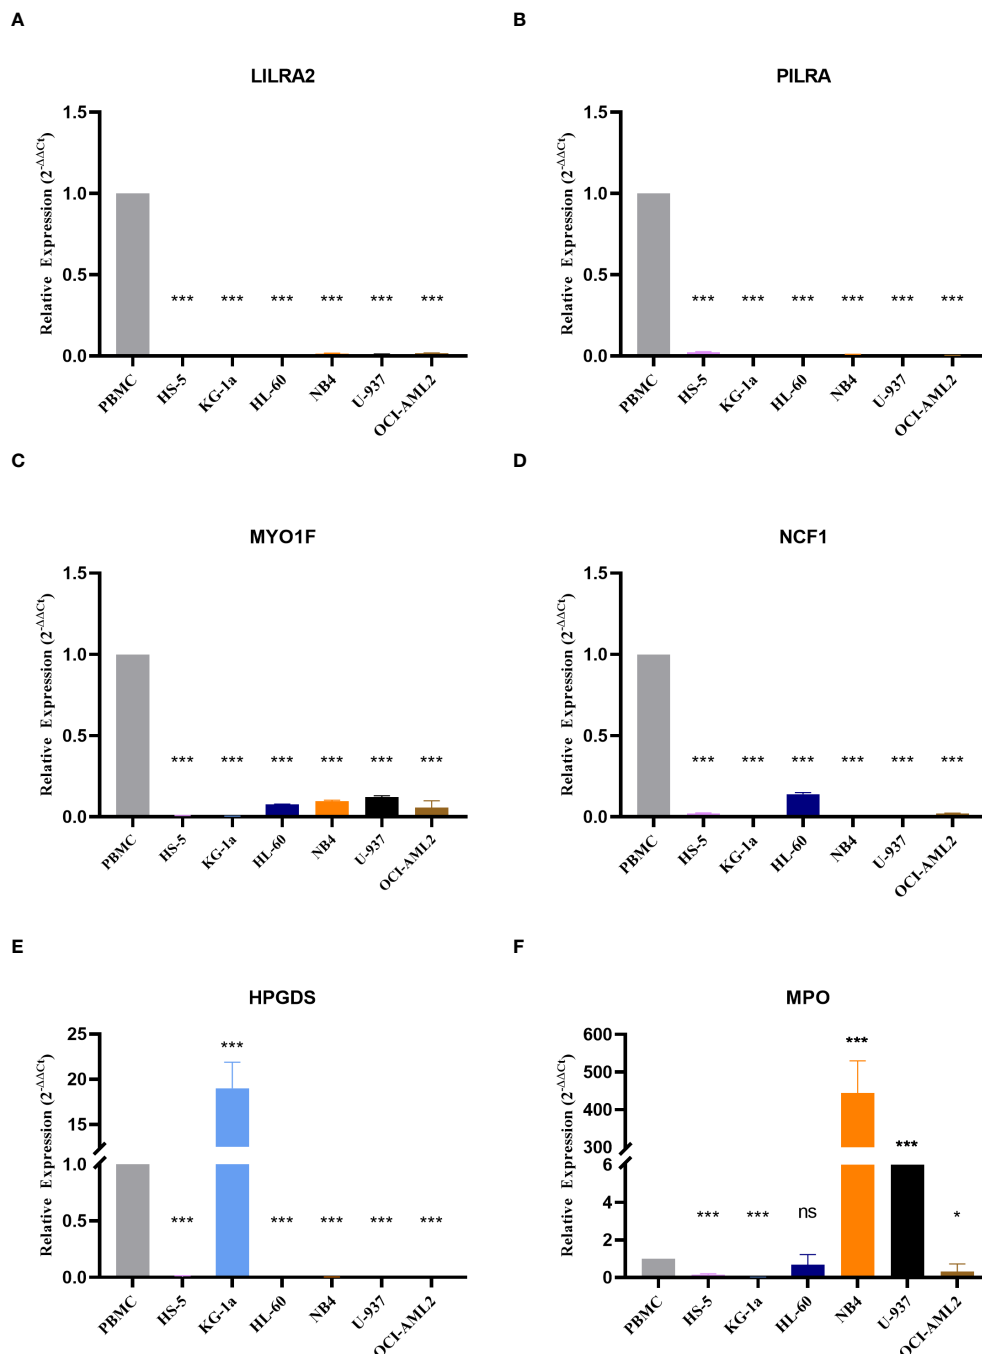 A
LILRA2
Relative Expression (2-ΔΔCt)
1.5
1.0
0.5
0.0
*** *** *** *** *** ***
PBMC HS-5 KG-1a HL-60 NB4 U-937 OCI-AML2
B
PILRA
Relative Expression (2-ΔΔCt)
1.5
1.0
0.5
0.0
*** *** *** *** *** ***
PBMC HS-5 KG-1a HL-60 NB4 U-937 OCI-AML2
C
MYO1F
Relative Expression (2-ΔΔCt)
1.5
1.0
0.5
0.0
*** *** *** *** *** ***
PBMC HS-5 KG-1a HL-60 NB4 U-937 OCI-AML2
D
NCF1
Relative Expression (2-ΔΔCt)
1.5
1.0
0.5
0.0
*** *** *** *** *** ***
PBMC HS-5 KG-1a HL-60 NB4 U-937 OCI-AML2
E
HPGDS
Relative Expression (2-ΔΔCt)
25
20
15
1.0
0.5
0.0
*** *** *** *** *** ***
PBMC HS-5 KG-1a HL-60 NB4 U-937 OCI-AML2
F
MPO
Relative Expression (2-ΔΔCt)
600
500
400
300
6
4
2
0
*** *** ns *** *** *
PBMC HS-5 KG-1a HL-60 NB4 U-937 OCI-AML2